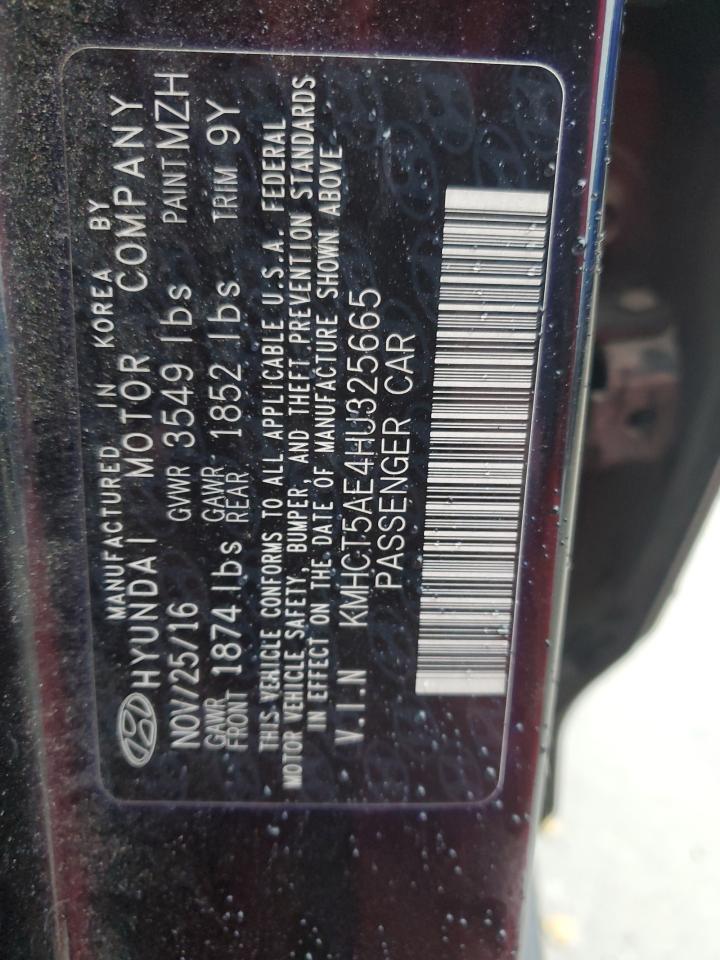 MANUFACTURED IN KOREA BY
HYUNDAI MOTOR COMPANY
NOV/25/16 GVWR 3549 lbs PAINT MZH
GAWR FRONT 1874 lbs GAWR REAR 1852 lbs TRIM 9Y
THIS VEHICLE CONFORMS TO ALL APPLICABLE U.S.A. FEDERAL
MOTOR VEHICLE SAFETY, BUMPER, AND THEFT PREVENTION STANDARDS
IN EFFECT ON THE DATE OF MANUFACTURE SHOWN ABOVE
V.I.N KMHCT5AE4HU325665
PASSENGER CAR